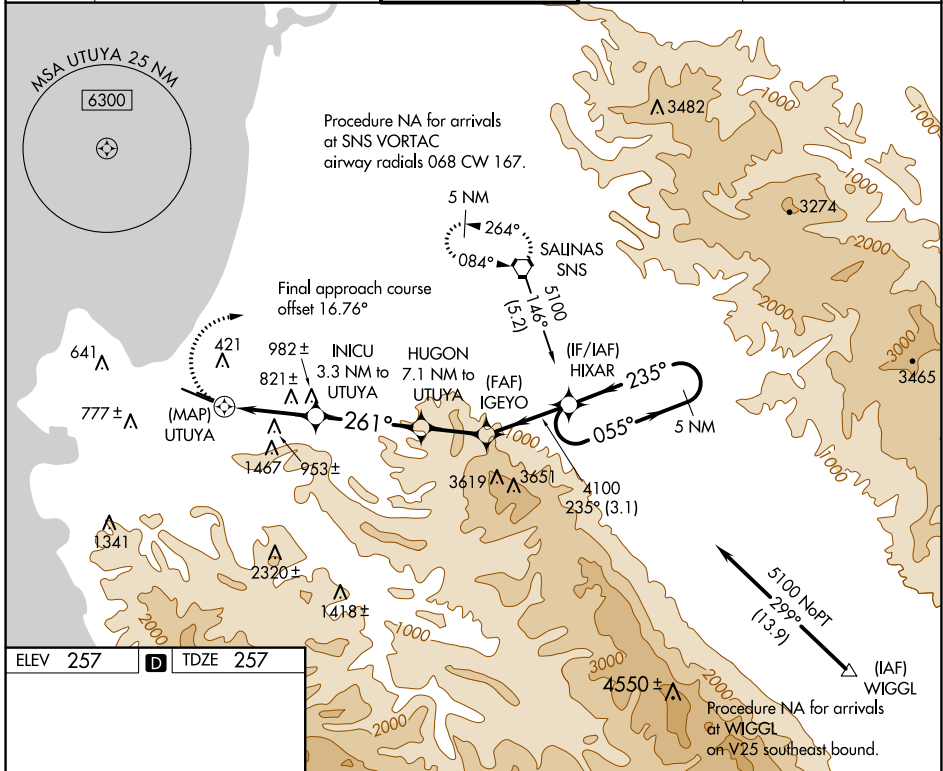 MSA UTUYA 25 NM
6300
Procedure NA for arrivals
at SNS VORTAC
airway radials 068 CW 167.
5 NM
264°
084°
SALINAS
SNS
5100
146°
(5.2)
3482
1000
1000
1000
3274
2000
2000
3000
3465
1000
Final approach course
offset 16.76°
641
421
982±
821±
777±
INICU
3.3 NM to
UTUYA
HUGON
7.1 NM to
UTUYA
(FAF)
IGEYO
(IF/IAF)
HIXAR
235°
055°
5 NM
(MAP)
UTUYA
261°
1000
1467
953±
3619
3651
4100
235° (3.1)
1341
2320±
1418±
2000
1000
5100 NoPT
299°
(13.9)
(IAF)
WIGGL
3000
2000
4550±
2000
Procedure NA for arrivals
at WIGGL
on V25 southeast bound.
ELEV 257
D
TDZE 257